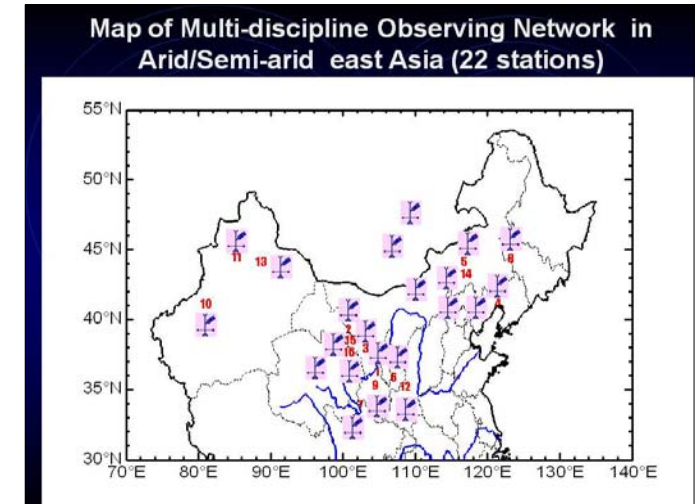 Map of Multi-discipline Observing Network in
Arid/Semi-arid east Asia (22 stations)
55°N
50°N
45°N
40°N
35°N
30°N
5
8
11
13
14
10
4
2
15
3
16
1
6
9
12
7
70°E
80°E
90°E
100°E
110°E
120°E
130°E
140°E